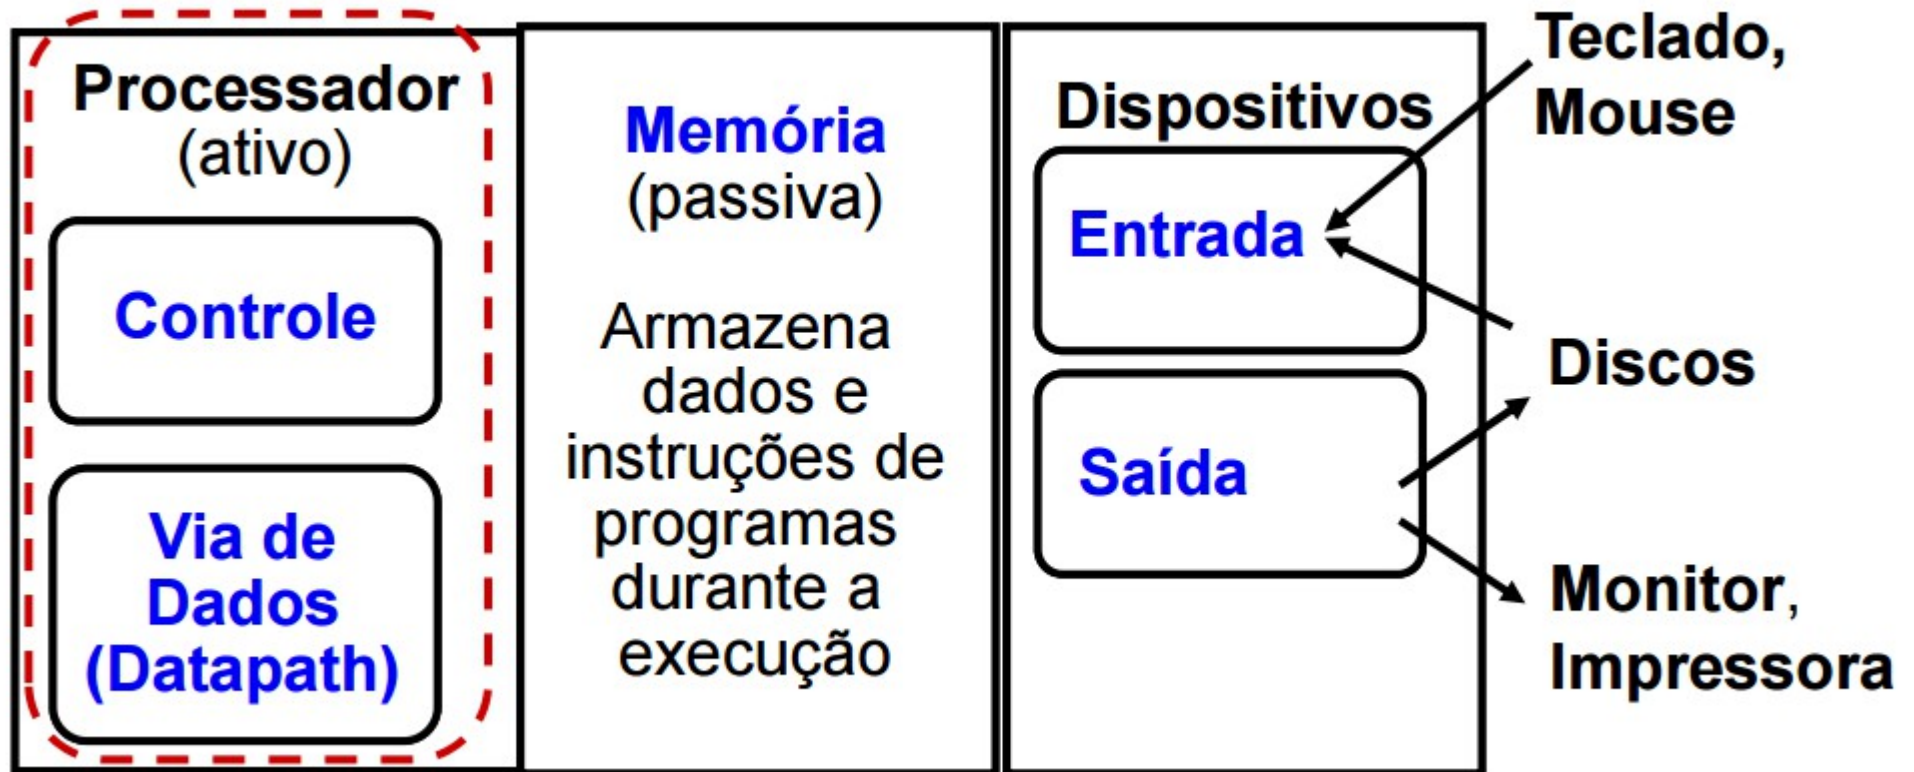 Processador
(ativo)
Controle
Via de
Dados
(Datapath)
Memória
(passiva)
Armazena
dados e
instruções de
programas
durante a
execução
Dispositivos
Entrada
Saída
Teclado,
Mouse
Discos
Monitor,
Impressora